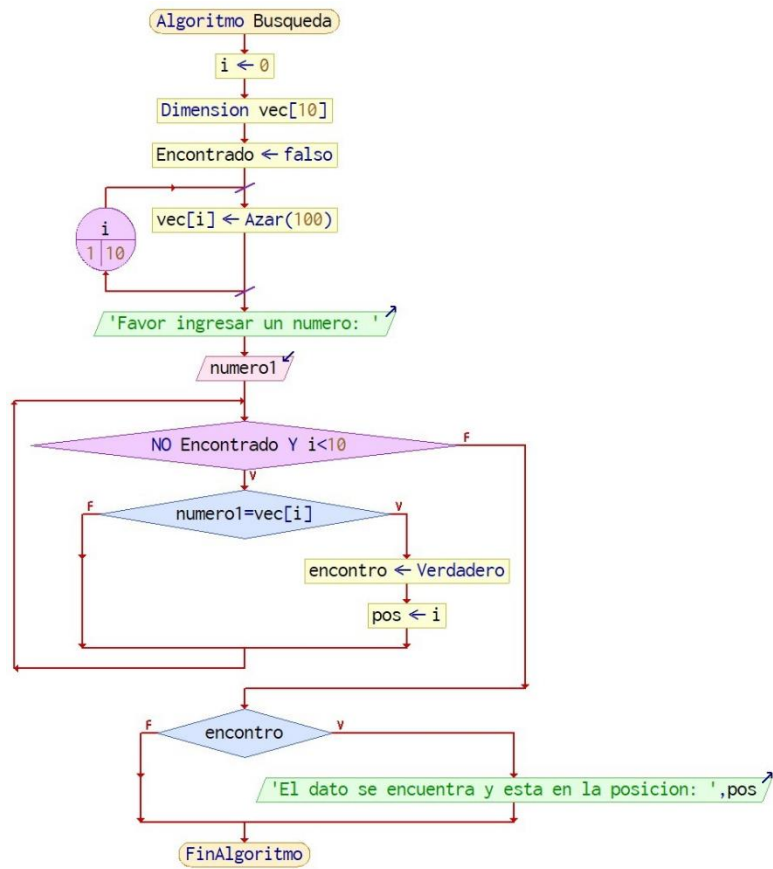 Algoritmo Busqueda
i ← 0
Dimension vec[10]
Encontrado ← falso
vec[i] ← Azar(100)
i
1 10
'Favor ingresar un numero: '
numero1
NO Encontrado Y i<10
F
V
numero1=vec[i]
F
V
encontro ← Verdadero
pos ← i
encontro
F
V
'El dato se encuentra y esta en la posicion: ',pos
FinAlgoritmo